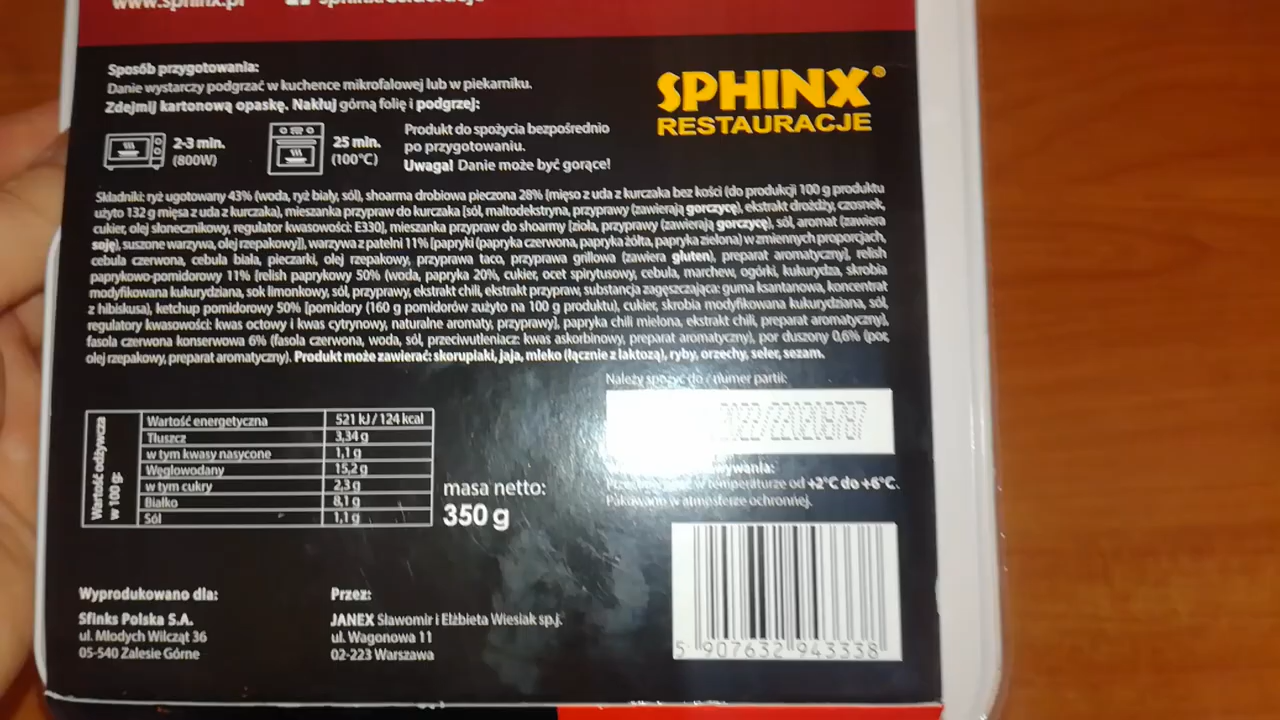 www.sphinx.pl
Sposób przygotowania:
Danie wystarczy podgrzać w kuchence mikrofalowej lub w piekarniku.
Zdejmij kartonową opaskę. Nakłuj górną folię i podgrzej:
2-3 min.
(800W)
25 min.
(100°C)
Produkt do spożycia bezpośrednio
po przygotowaniu.
Uwaga! Danie może być gorące!
SPHINX®
RESTAURACJE
Składniki: ryż ugotowany 43% (woda, ryż biały, sól), shoarma drobiowa pieczona 28% [mięso z uda z kurczaka bez kości (do produkcji 100 g produktu
użyto 132 g mięsa z uda z kurczaka), mieszanka przypraw do kurczaka [sól, maltodekstryna, przyprawy (zawierają gorczycę), ekstrakt drożdży, czosnek,
cukier, olej słonecznikowy, regulator kwasowości: E330], mieszanka przypraw do shoarmy [zioła, przyprawy (zawierają gorczycę), sól, aromat (zawiera
soję), suszone warzywa, olej rzepakowy]], warzywa z patelni 11% [papryki (papryka czerwona, papryka żółta, papryka zielona) w zmiennych proporcjach,
cebula czerwona, cebula biała, pieczarki, olej rzepakowy, przyprawa taco, przyprawa grillowa (zawiera gluten), preparat aromatyczny], relish
paprykowo-pomidorowy 11% [relish paprykowy 50% (woda, papryka 20%, cukier, ocet spirytusowy, cebula, marchew, ogórki, kukurydza, skrobia
modyfikowana kukurydziana, sok limonkowy, sól, przyprawy, ekstrakt chili, ekstrakt przypraw, substancja zagęszczająca: guma ksantanowa, koncentrat
z hibiskusa), ketchup pomidorowy 50% [pomidory (160 g pomidorów zużyto na 100 g produktu), cukier, skrobia modyfikowana kukurydziana, sól,
regulatory kwasowości: kwas octowy i kwas cytrynowy, naturalne aromaty, przyprawy], papryka chili mielona, ekstrakt chili, preparat aromatyczny],
fasola czerwona konserwowa 6% (fasola czerwona, woda, sól, przeciwutleniacz: kwas askorbinowy, preparat aromatyczny), por duszony 0,6% (por,
olej rzepakowy, preparat aromatyczny). Produkt może zawierać: skorupiaki, jaja, mleko (łącznie z laktozą), ryby, orzechy, seler, sezam.
Należy spożyć do / numer partii:
2022/220208767
Wartość odżywcza
w 100 g:
Wartość energetyczna 521 kJ / 124 kcal
Tłuszcz 3,34 g
w tym kwasy nasycone 1,1 g
Węglowodany 15,2 g
w tym cukry 2,3 g
Białko 8,1 g
Sól 1,1 g
masa netto:
350 g
w temperaturze od +2°C do +6°C.
Pakowano w atmosferze ochronnej.
Wyprodukowano dla:
Sfinks Polska S.A.
ul. Młodych Wilcząt 36
05-540 Zalesie Górne
Przez:
JANEX Sławomir i Elżbieta Wiesiak sp.j.
ul. Wagonowa 11
02-223 Warszawa
5 907632 943338